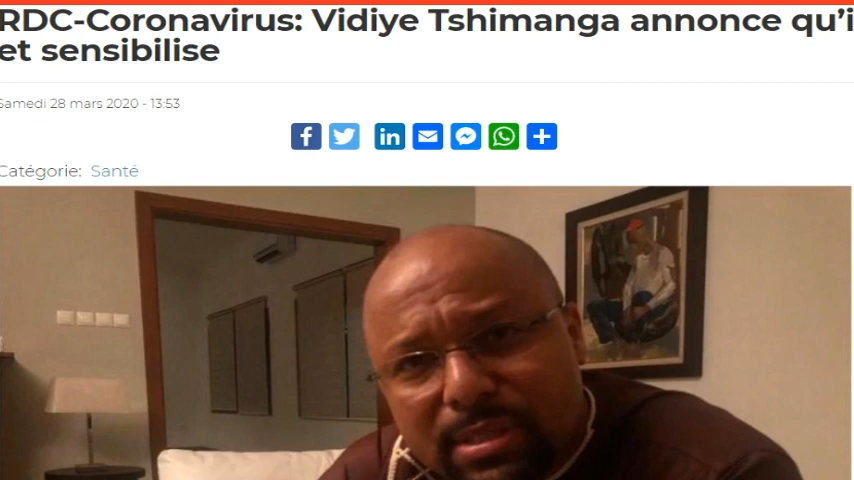 RDC-Coronavirus: Vidiye Tshimanga annonce qu'i
et sensibilise
Samedi 28 mars 2020 - 13:53
Catégorie: Santé